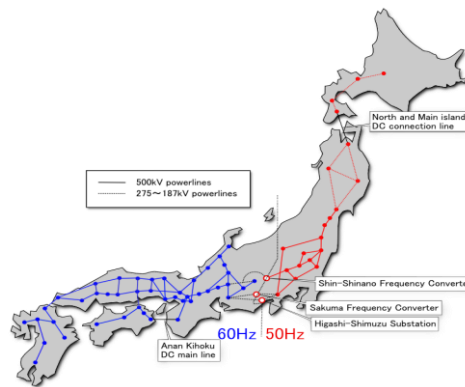 North and Main island
DC connection line
500kV powerlines
275～187kV powerlines
Shin-Shinano Frequency Converter
Sakuma Frequency Converter
Higashi-Shimuzu Substation
Anan Kihoku
DC main line
60Hz
50Hz